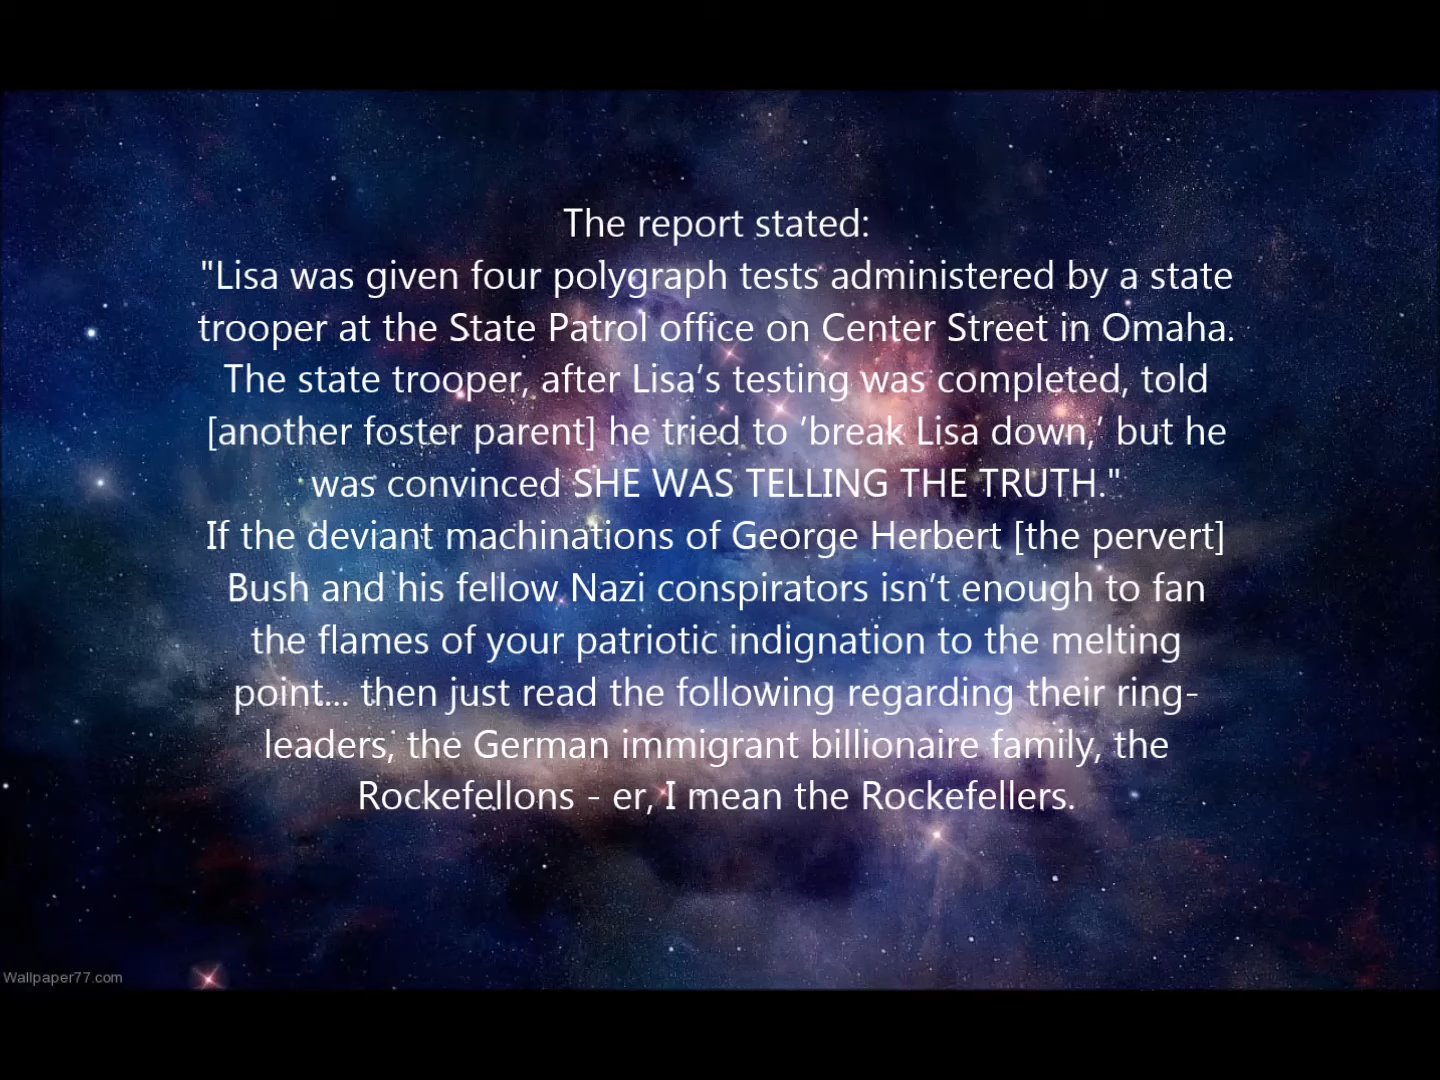 The report stated:
"Lisa was given four polygraph tests administered by a state
trooper at the State Patrol office on Center Street in Omaha.
The state trooper, after Lisa’s testing was completed, told
[another foster parent] he tried to ’break Lisa down,’ but he
was convinced SHE WAS TELLING THE TRUTH."
If the deviant machinations of George Herbert [the pervert]
Bush and his fellow Nazi conspirators isn’t enough to fan
the flames of your patriotic indignation to the melting
point... then just read the following regarding their ring-
leaders, the German immigrant billionaire family, the
Rockefellons - er, I mean the Rockefellers.
Wallpaper77.com